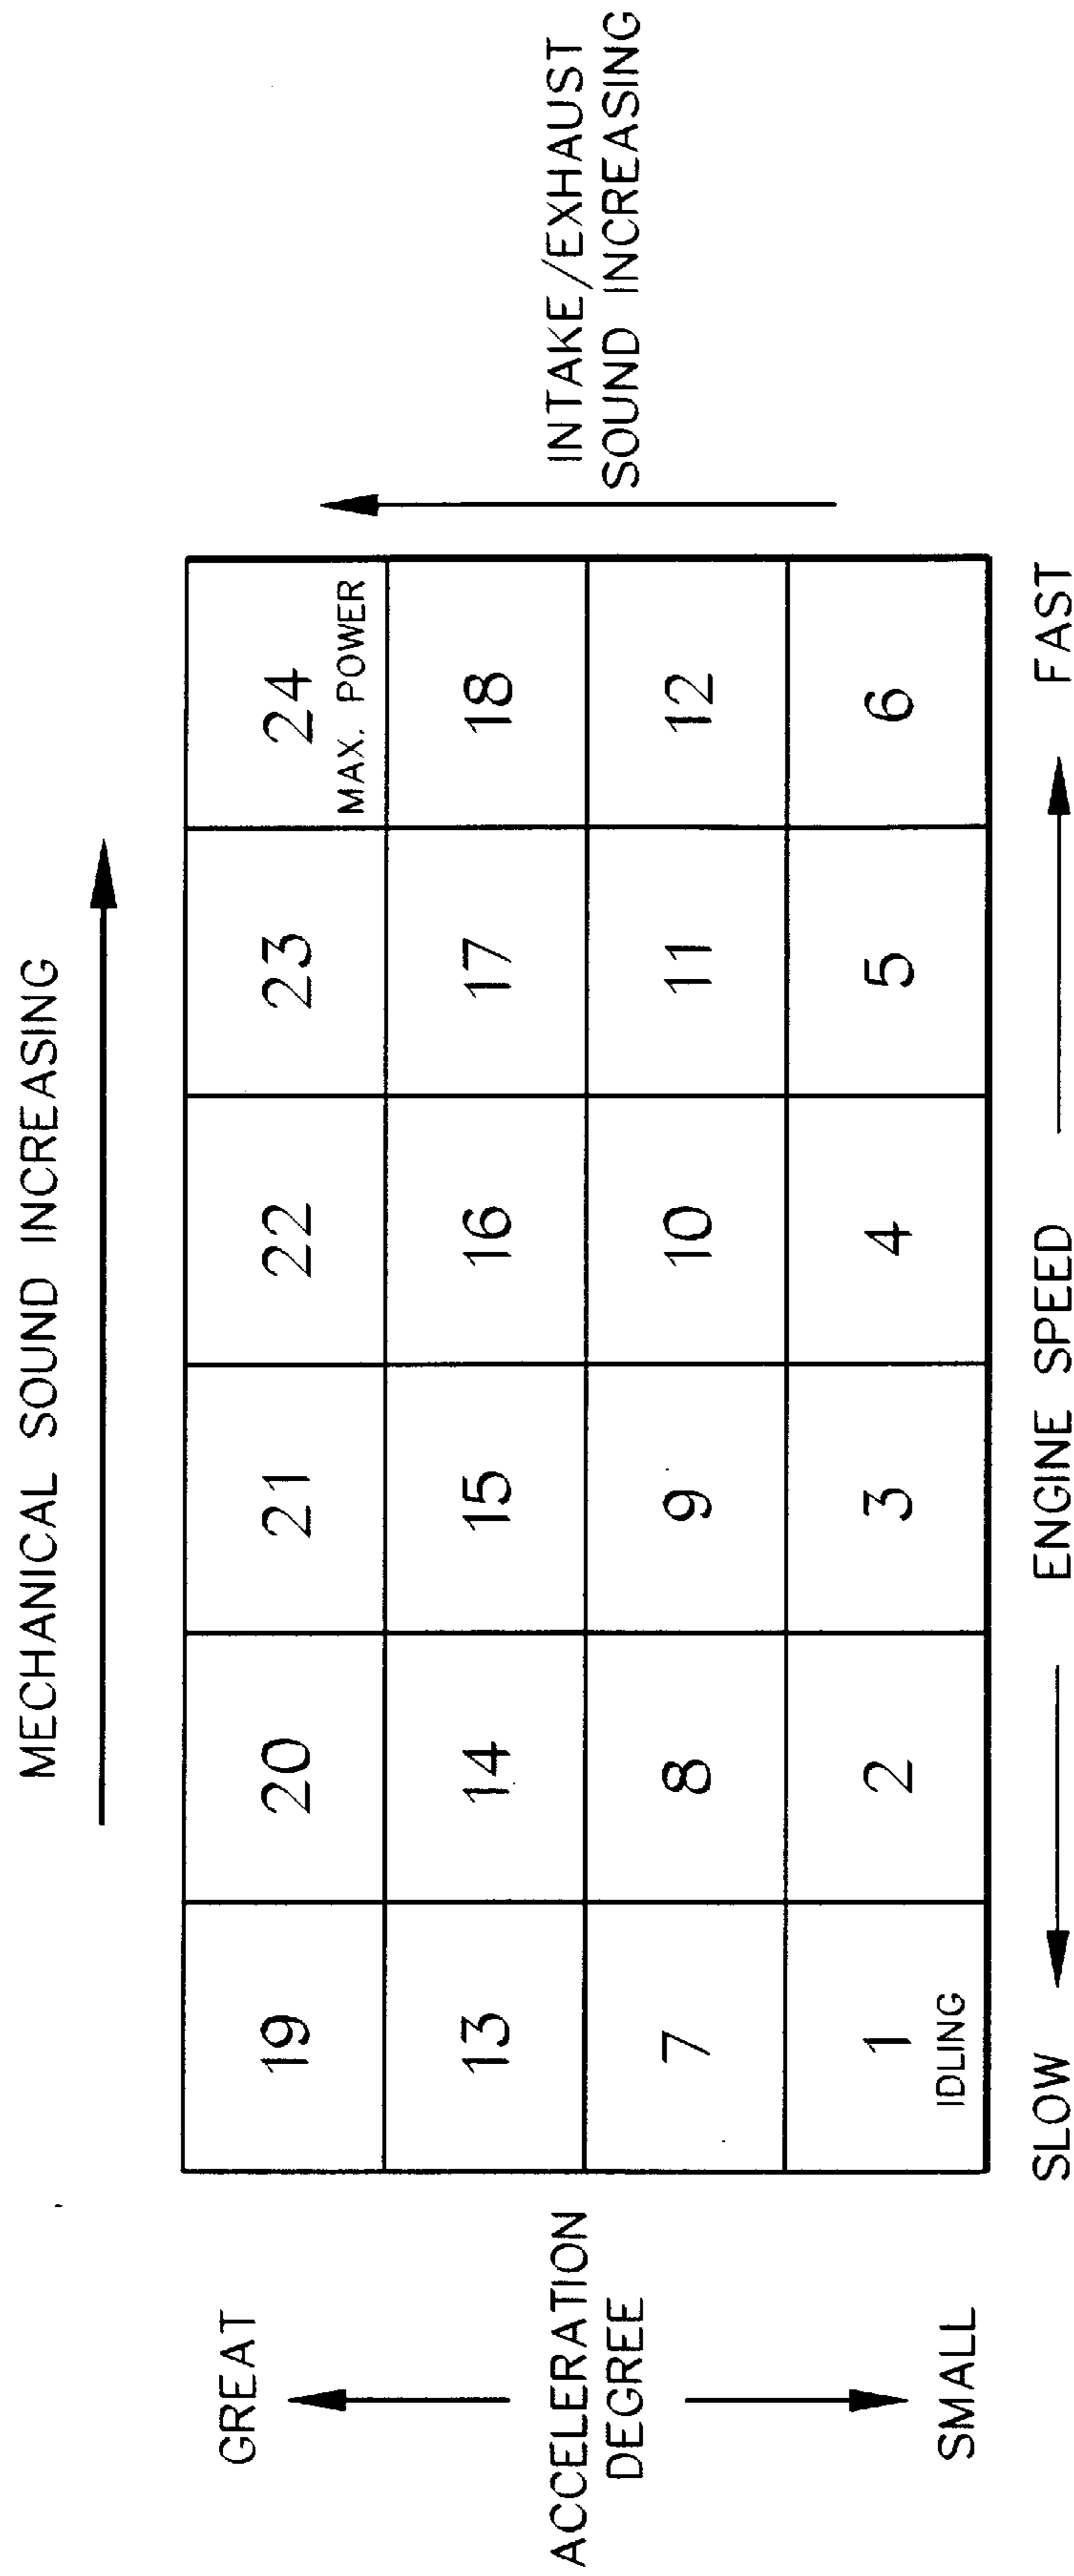 MECHANICAL SOUND INCREASING
GREAT
ACCELERATION
DEGREE
SMALL
19 20 21 22 23 24
MAX. POWER
13 14 15 16 17 18
7 8 9 10 11 12
1 2 3 4 5 6
IDLING
INTAKE/EXHAUST
SOUND INCREASING
SLOW ENGINE SPEED FAST